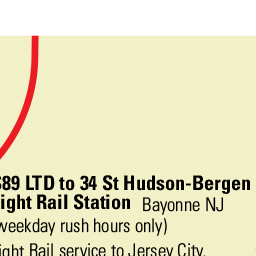 S89 LTD to 34 St Hudson-Bergen
ight Rail Station Bayonne NJ
weekday rush hours only)
ight Rail service to Jersey City,